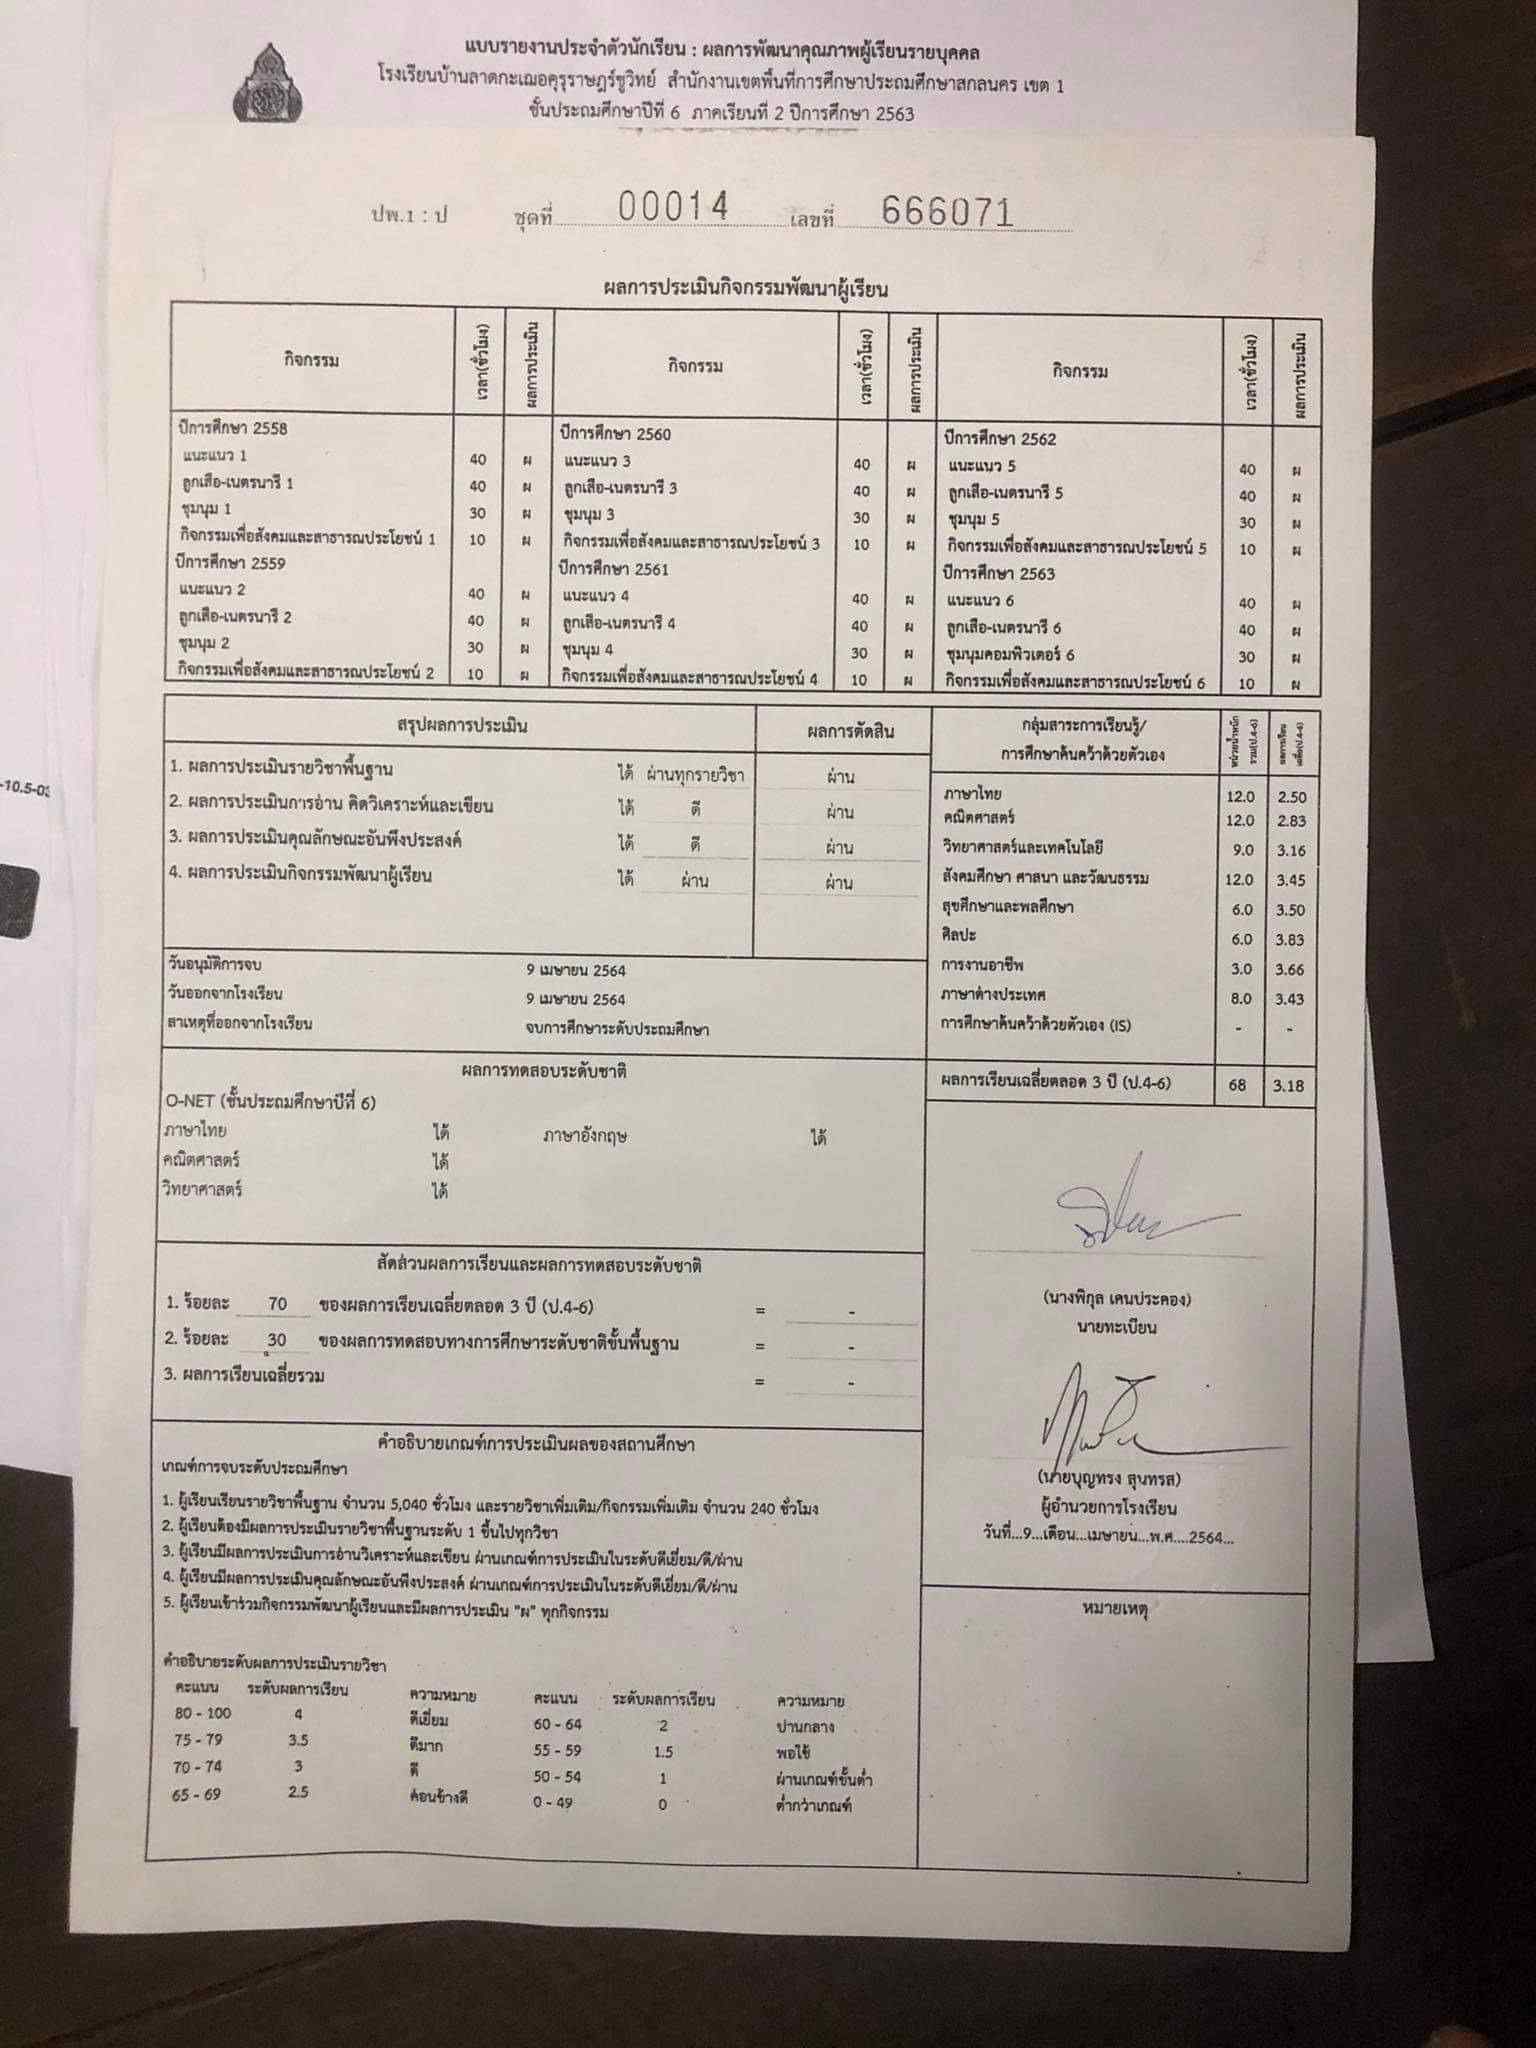 แบบรายงานประจำตัวนักเรียน : ผลการพัฒนาคุณภาพผู้เรียนรายบุคคล
โรงเรียนบ้านลาดกะเฌอคุรุราษฎร์ชูวิทย์ สำนักงานเขตพื้นที่การศึกษาประถมศึกษาสกลนคร เขต 1
ชั้นประถมศึกษาปีที่ 6 ภาคเรียนที่ 2 ปีการศึกษา 2563
ปพ.1 : ป ชุดที่ 00014 เลขที่ 666071
ผลการประเมินกิจกรรมพัฒนาผู้เรียน
กิจกรรม เวลา(ชั่วโมง) ผลการประเมิน กิจกรรม เวลา(ชั่วโมง) ผลการประเมิน กิจกรรม เวลา(ชั่วโมง) ผลการประเมิน
ปีการศึกษา 2558 ปีการศึกษา 2560 ปีการศึกษา 2562
แนะแนว 1 40 ผ แนะแนว 3 40 ผ แนะแนว 5 40 ผ
ลูกเสือ-เนตรนารี 1 40 ผ ลูกเสือ-เนตรนารี 3 40 ผ ลูกเสือ-เนตรนารี 5 40 ผ
ชุมนุม 1 30 ผ ชุมนุม 3 30 ผ ชุมนุม 5 30 ผ
กิจกรรมเพื่อสังคมและสาธารณประโยชน์ 1 10 ผ กิจกรรมเพื่อสังคมและสาธารณประโยชน์ 3 10 ผ กิจกรรมเพื่อสังคมและสาธารณประโยชน์ 5 10 ผ
ปีการศึกษา 2559 ปีการศึกษา 2561 ปีการศึกษา 2563
แนะแนว 2 40 ผ แนะแนว 4 40 ผ แนะแนว 6 40 ผ
ลูกเสือ-เนตรนารี 2 40 ผ ลูกเสือ-เนตรนารี 4 40 ผ ลูกเสือ-เนตรนารี 6 40 ผ
ชุมนุม 2 30 ผ ชุมนุม 4 30 ผ ชุมนุมคอมพิวเตอร์ 6 30 ผ
กิจกรรมเพื่อสังคมและสาธารณประโยชน์ 2 10 ผ กิจกรรมเพื่อสังคมและสาธารณประโยชน์ 4 10 ผ กิจกรรมเพื่อสังคมและสาธารณประโยชน์ 6 10 ผ
สรุปผลการประเมิน ผลการตัดสิน
1. ผลการประเมินรายวิชาพื้นฐาน ได้ ผ่านทุกรายวิชา ผ่าน
2. ผลการประเมินการอ่าน คิดวิเคราะห์และเขียน ได้ ดี ผ่าน
3. ผลการประเมินคุณลักษณะอันพึงประสงค์ ได้ ดี ผ่าน
4. ผลการประเมินกิจกรรมพัฒนาผู้เรียน ได้ ผ่าน ผ่าน
วันอนุมัติการจบ 9 เมษายน 2564
วันออกจากโรงเรียน 9 เมษายน 2564
สาเหตุที่ออกจากโรงเรียน จบการศึกษาระดับประถมศึกษา
กลุ่มสาระการเรียนรู้/ หน่วยน้ำหนัก ผลการเรียน
การศึกษาค้นคว้าด้วยตัวเอง รวม(ป.4-6) เฉลี่ย(ป.4-6)
ภาษาไทย 12.0 2.50
คณิตศาสตร์ 12.0 2.83
วิทยาศาสตร์และเทคโนโลยี 9.0 3.16
สังคมศึกษา ศาสนา และวัฒนธรรม 12.0 3.45
สุขศึกษาและพลศึกษา 6.0 3.50
ศิลปะ 6.0 3.83
การงานอาชีพ 3.0 3.66
ภาษาต่างประเทศ 8.0 3.43
การศึกษาค้นคว้าด้วยตัวเอง (IS) - -
ผลการเรียนเฉลี่ยตลอด 3 ปี (ป.4-6) 68 3.18
ผลการทดสอบระดับชาติ
O-NET (ชั้นประถมศึกษาปีที่ 6)
ภาษาไทย ได้ ภาษาอังกฤษ ได้
คณิตศาสตร์ ได้
วิทยาศาสตร์ ได้
สัดส่วนผลการเรียนและผลการทดสอบระดับชาติ
1. ร้อยละ 70 ของผลการเรียนเฉลี่ยตลอด 3 ปี (ป.4-6) = -
2. ร้อยละ 30 ของผลการทดสอบทางการศึกษาระดับชาติขั้นพื้นฐาน = -
3. ผลการเรียนเฉลี่ยรวม = -
(นางพิกุล เคนประคอง)
นายทะเบียน
(นายบุญทรง สุนทรส)
ผู้อำนวยการโรงเรียน
วันที่...9...เดือน...เมษายน...พ.ศ....2564...
หมายเหตุ
คำอธิบายเกณฑ์การประเมินผลของสถานศึกษา
เกณฑ์การจบระดับประถมศึกษา
1. ผู้เรียนเรียนรายวิชาพื้นฐาน จำนวน 5,040 ชั่วโมง และรายวิชาเพิ่มเติม/กิจกรรมเพิ่มเติม จำนวน 240 ชั่วโมง
2. ผู้เรียนต้องมีผลการประเมินรายวิชาพื้นฐานระดับ 1 ขึ้นไปทุกวิชา
3. ผู้เรียนมีผลการประเมินการอ่านวิเคราะห์และเขียน ผ่านเกณฑ์การประเมินในระดับดีเยี่ยม/ดี/ผ่าน
4. ผู้เรียนมีผลการประเมินคุณลักษณะอันพึงประสงค์ ผ่านเกณฑ์การประเมินในระดับดีเยี่ยม/ดี/ผ่าน
5. ผู้เรียนเข้าร่วมกิจกรรมพัฒนาผู้เรียนและมีผลการประเมิน "ผ" ทุกกิจกรรม
คำอธิบายระดับผลการประเมินรายวิชา
คะแนน ระดับผลการเรียน ความหมาย คะแนน ระดับผลการเรียน ความหมาย
80 - 100 4 ดีเยี่ยม 60 - 64 2 ปานกลาง
75 - 79 3.5 ดีมาก 55 - 59 1.5 พอใช้
70 - 74 3 ดี 50 - 54 1 ผ่านเกณฑ์ขั้นต่ำ
65 - 69 2.5 ค่อนข้างดี 0 - 49 0 ต่ำกว่าเกณฑ์